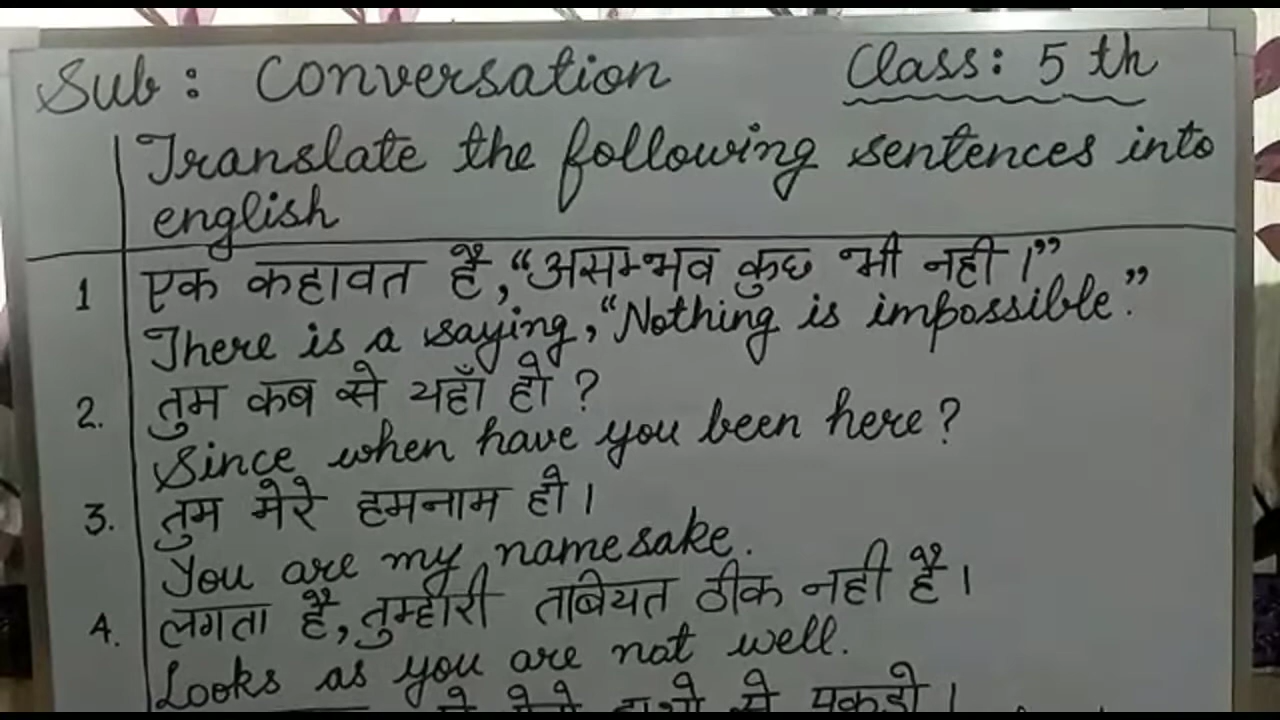 Sub: Conversation Class: 5 th
Translate the following sentences into
english
1 एक कहावत है, “असम्भव कुछ भी नही।”
There is a saying, “Nothing is impossible.”
2. तुम कब से यहाँ हो ?
Since when have you been here?
3. तुम मेरे हमनाम हो।
You are my namesake.
4. लगता है, तुम्हारी तबियत ठीक नही है।
Looks as you are not well.
से पकड़ो।